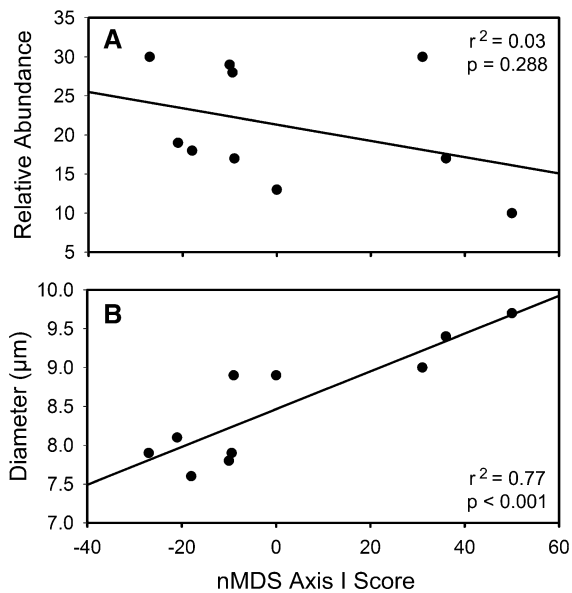 A
r 2 = 0.03
p = 0.288
Relative Abundance
35
30
25
20
15
10
5
B
Diameter (μm)
10.0
9.5
9.0
8.5
8.0
7.5
7.0
r 2 = 0.77
p < 0.001
-40 -20 0 20 40 60
nMDS Axis I Score